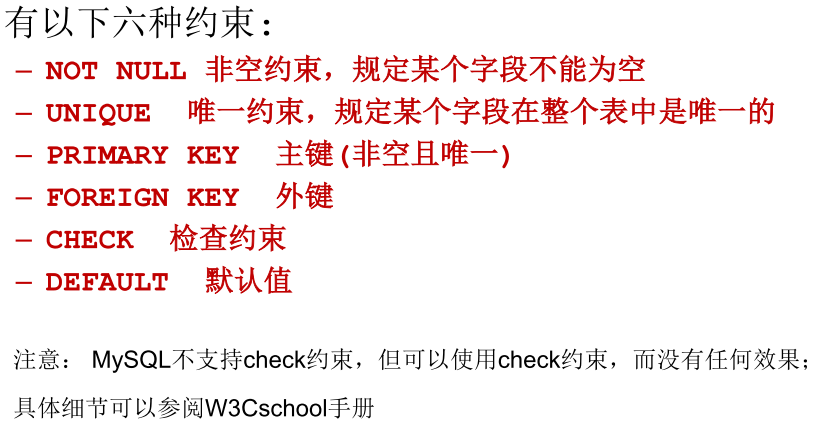 有以下六种约束:
– NOT NULL 非空约束，规定某个字段不能为空
– UNIQUE 唯一约束，规定某个字段在整个表中是唯一的
– PRIMARY KEY 主键(非空且唯一)
– FOREIGN KEY 外键
– CHECK 检查约束
– DEFAULT 默认值
注意： MySQL不支持check约束，但可以使用check约束，而没有任何效果；
具体细节可以参阅W3Cschool手册